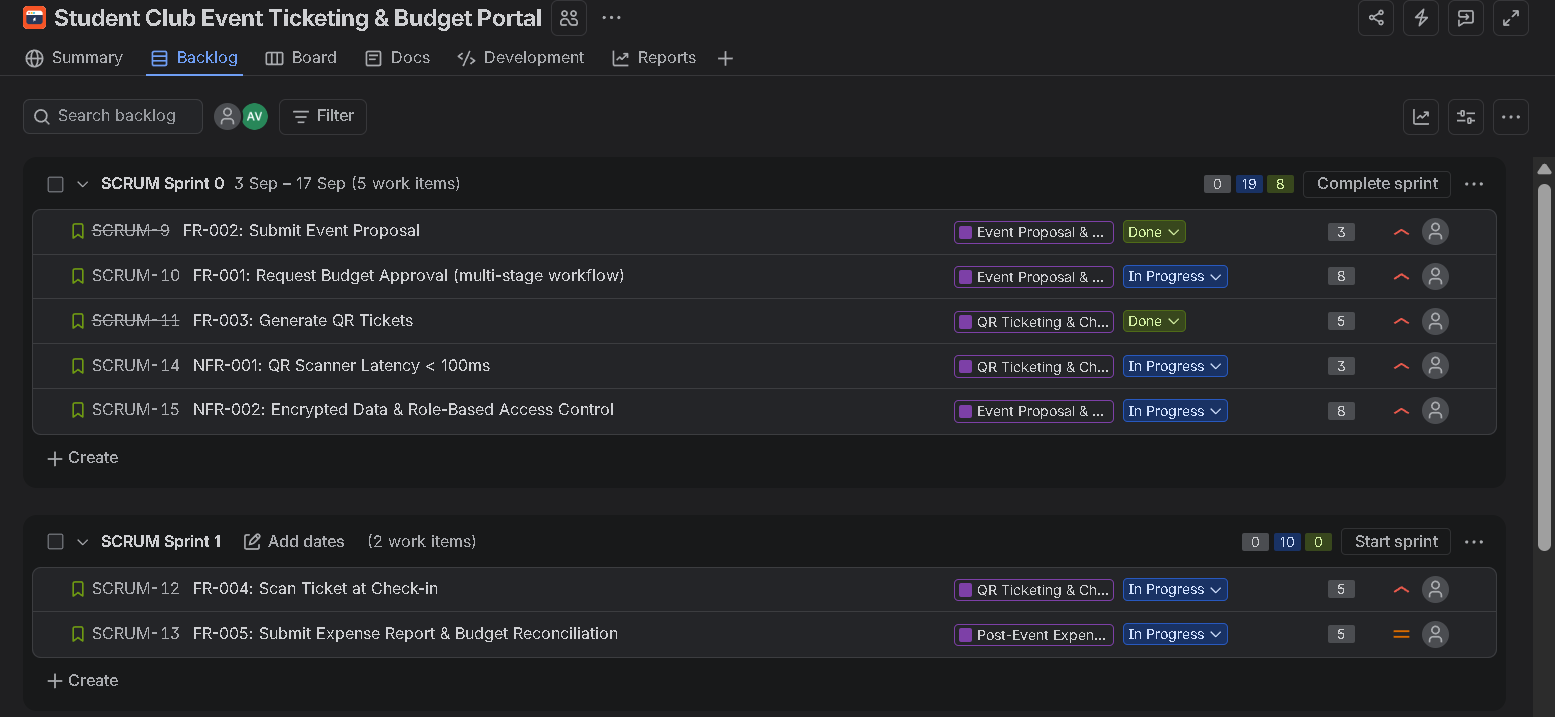 Student Club Event Ticketing & Budget Portal
Summary Backlog Board Docs Development Reports
Search backlog AV Filter
SCRUM Sprint 0 3 Sep – 17 Sep (5 work items) 0 19 8 Complete sprint
SCRUM-9 FR-002: Submit Event Proposal Event Proposal & ... Done 3
SCRUM-10 FR-001: Request Budget Approval (multi-stage workflow) Event Proposal & ... In Progress 8
SCRUM-11 FR-003: Generate QR Tickets QR Ticketing & Ch... Done 5
SCRUM-14 NFR-001: QR Scanner Latency < 100ms QR Ticketing & Ch... In Progress 3
SCRUM-15 NFR-002: Encrypted Data & Role-Based Access Control Event Proposal & ... In Progress 8
Create
SCRUM Sprint 1 Add dates (2 work items) 0 10 0 Start sprint
SCRUM-12 FR-004: Scan Ticket at Check-in QR Ticketing & Ch... In Progress 5
SCRUM-13 FR-005: Submit Expense Report & Budget Reconciliation Post-Event Expen... In Progress 5
Create